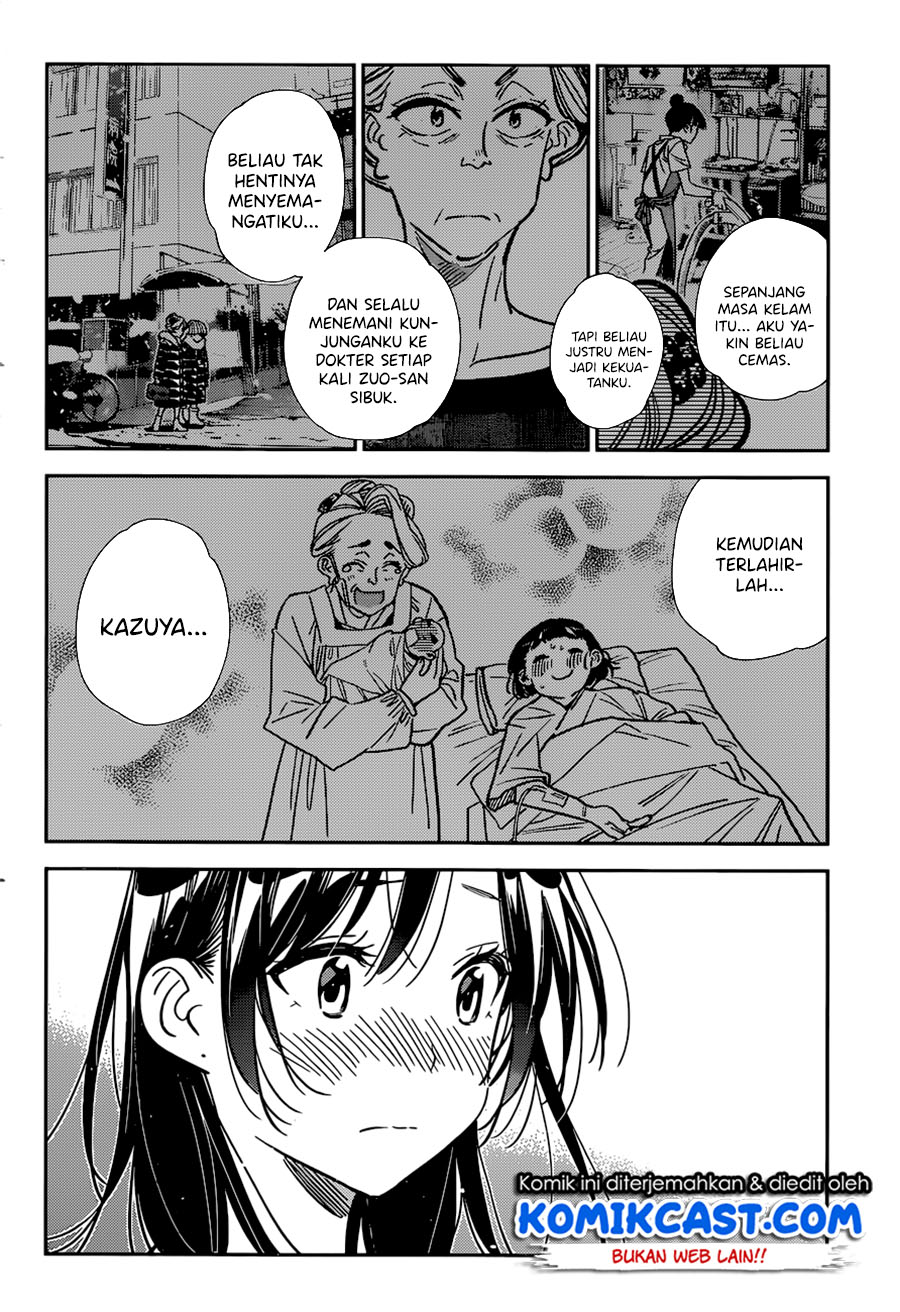 SEPANJANG
MASA KELAM
ITU... AKU YA-
KIN BELIAU
CEMAS.
TAPI BELIAU
JUSTRU MEN-
JADI KEKUA-
TANKU.
BELIAU TAK
HENTINYA
MENYEMA-
NGATIKU...
DAN SELALU
MENEMANI KUN-
JUNGANKU KE
DOKTER SETIAP
KALI ZUO-SAN
SIBUK.
KEMUDIAN
TERLAHIR-
LAH...
KAZUYA...
Komik ini diterjemahkan & diedit oleh
KOMIKCAST.COM
BUKAN WEB LAIN!!